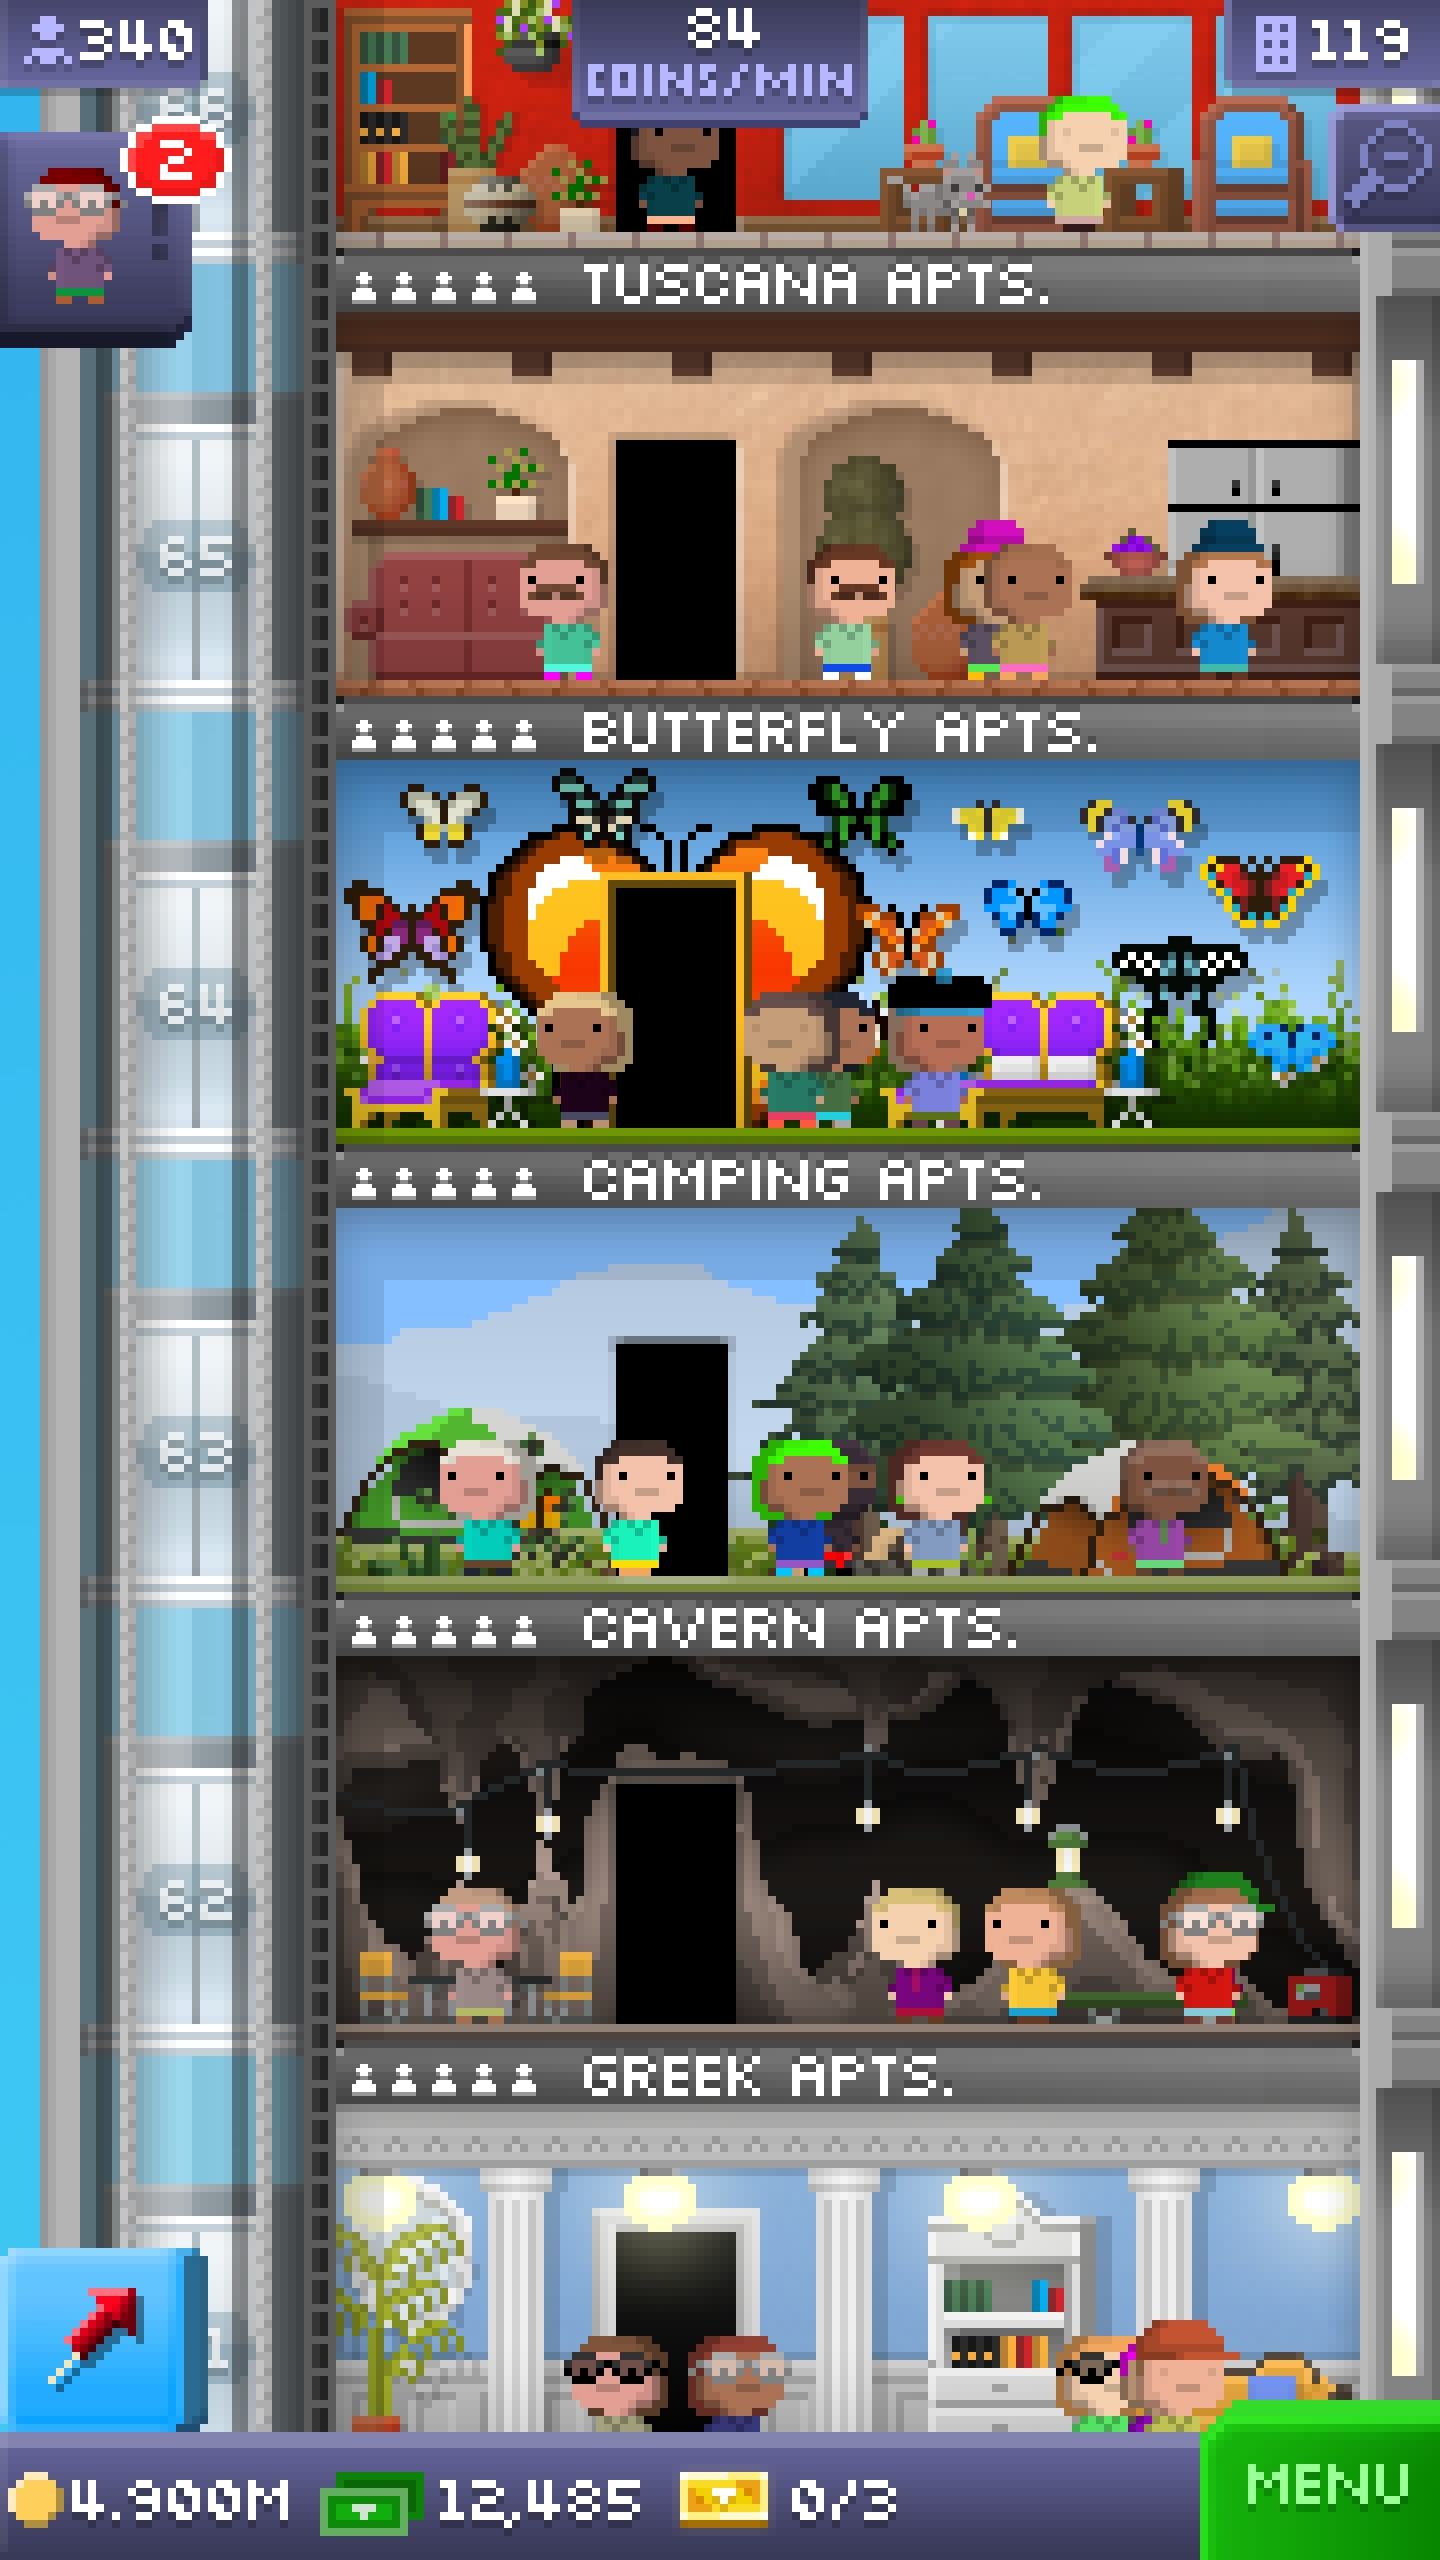 340
84
COINS/MIN
119
2
TUSCANA APTS.
65
BUTTERFLY APTS.
64
CAMPING APTS.
63
CAVERN APTS.
62
GREEK APTS.
4.900M
12,485
0/3
MENU